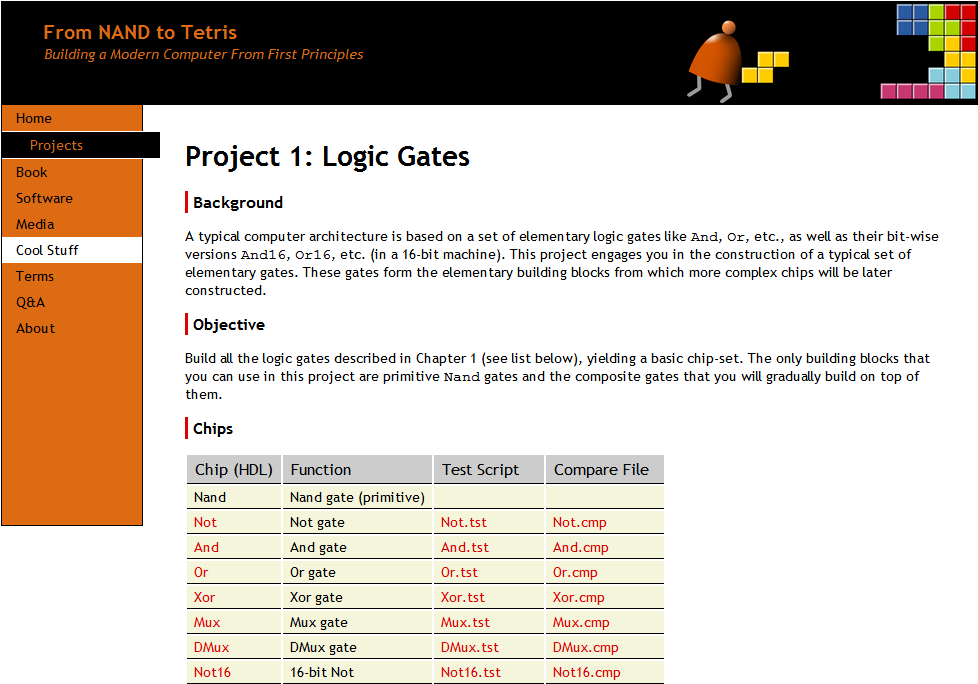 From NAND to Tetris
Building a Modern Computer From First Principles
Home
Projects
Book
Software
Media
Cool Stuff
Terms
Q&A
About
Project 1: Logic Gates
Background
A typical computer architecture is based on a set of elementary logic gates like And, Or, etc., as well as their bit-wise
versions And16, Or16, etc. (in a 16-bit machine). This project engages you in the construction of a typical set of
elementary gates. These gates form the elementary building blocks from which more complex chips will be later
constructed.
Objective
Build all the logic gates described in Chapter 1 (see list below), yielding a basic chip-set. The only building blocks that
you can use in this project are primitive Nand gates and the composite gates that you will gradually build on top of
them.
Chips
Chip (HDL) Function Test Script Compare File
Nand Nand gate (primitive)
Not Not gate Not.tst Not.cmp
And And gate And.tst And.cmp
Or Or gate Or.tst Or.cmp
Xor Xor gate Xor.tst Xor.cmp
Mux Mux gate Mux.tst Mux.cmp
DMux DMux gate DMux.tst DMux.cmp
Not16 16-bit Not Not16.tst Not16.cmp